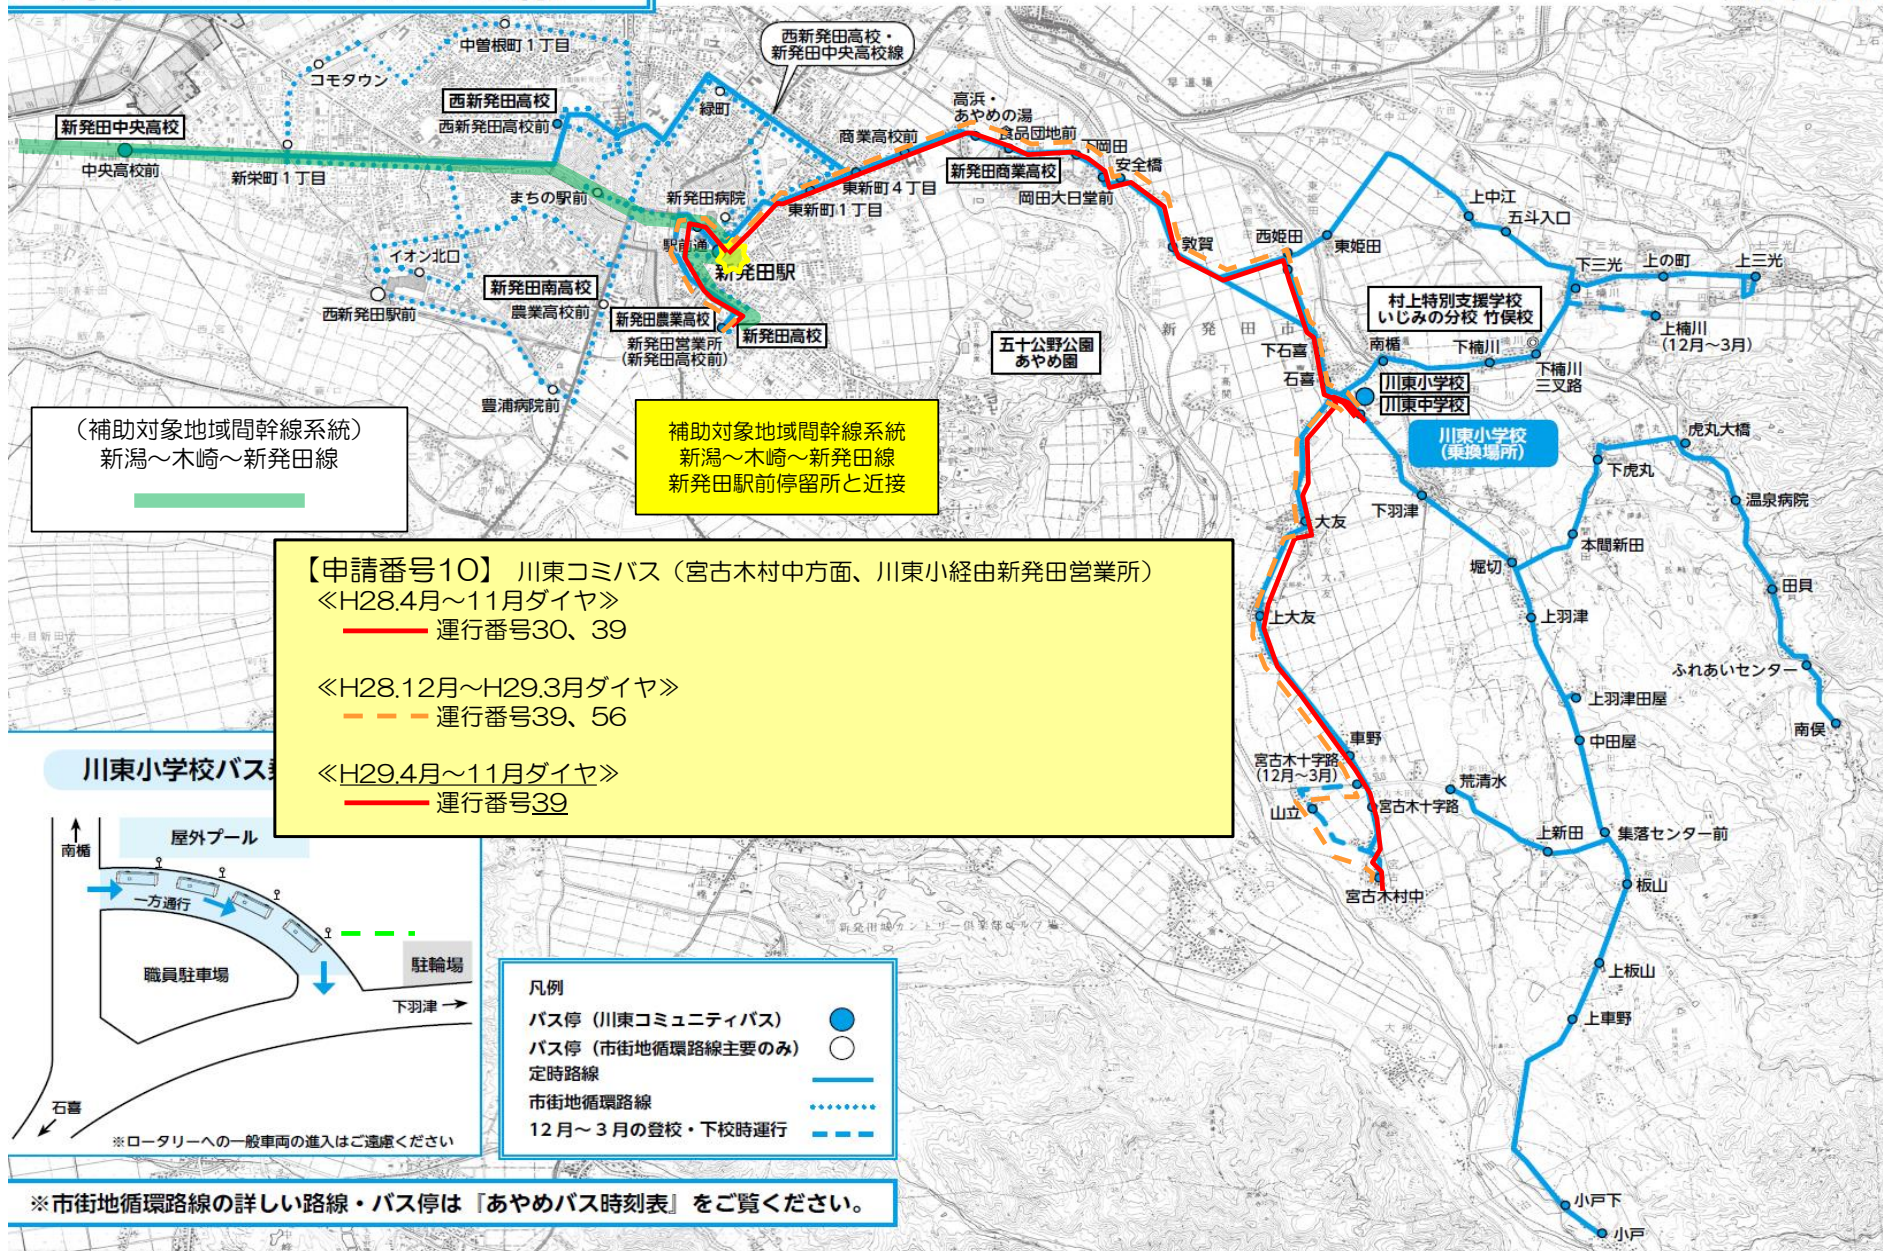 中曽根町1丁目
コモタウン
西新発田高校・
新発田中央高校線
西新発田高校
西新発田高校前
緑町
新発田中央高校
中央高校前
新栄町1丁目
まちの駅前
新発田病院
商業高校前
高浜・
あやめの湯
食品団地前
下岡田
安全橋
新発田商業高校
岡田大日堂前
東新町4丁目
東新町1丁目
駅前通
新発田駅
イオン北口
西新発田駅前
新発田南高校
農業高校前
新発田農業高校
新発田高校
新発田営業所
(新発田高校前)
豊浦病院前
敦賀
西姫田
東姫田
上中江
五斗入口
下三光
上の町
上三光
村上特別支援学校
いじみの分校 竹俣校
上楠川
(12月～3月)
新発田市
五十公野公園
あやめ園
下石喜
石喜
南楯
下楠川
下楠川
三叉路
川東小学校
川東中学校
川東小学校
(乗換場所)
虎丸大橋
下虎丸
温泉病院
本間新田
田貝
ふれあいセンター
南俣
下羽津
堀切
上羽津
上羽津田屋
中田屋
大友
上大友
車野
宮古木十字路
(12月～3月)
山立
宮古木十字路
宮古木村中
荒清水
上新田
集落センター前
板山
上板山
上車野
小戸下
小戸
(補助対象地域間幹線系統)
新潟～木崎～新発田線
補助対象地域間幹線系統
新潟～木崎～新発田線
新発田駅前停留所と近接
【申請番号10】 川東コミバス(宮古木村中方面、川東小経由新発田営業所)
≪H28.4月～11月ダイヤ≫
運行番号30、39
≪H28.12月～H29.3月ダイヤ≫
運行番号39、56
≪H29.4月～11月ダイヤ≫
運行番号39
川東小学校バス
南楯
屋外プール
一方通行
職員駐車場
駐輪場
下羽津
石喜
※ロータリーへの一般車両の進入はご遠慮ください
凡例
バス停(川東コミュニティバス)
バス停(市街地循環路線主要のみ)
定時路線
市街地循環路線
12月～3月の登校・下校時運行
※市街地循環路線の詳しい路線・バス停は『あやめバス時刻表』をご覧ください。